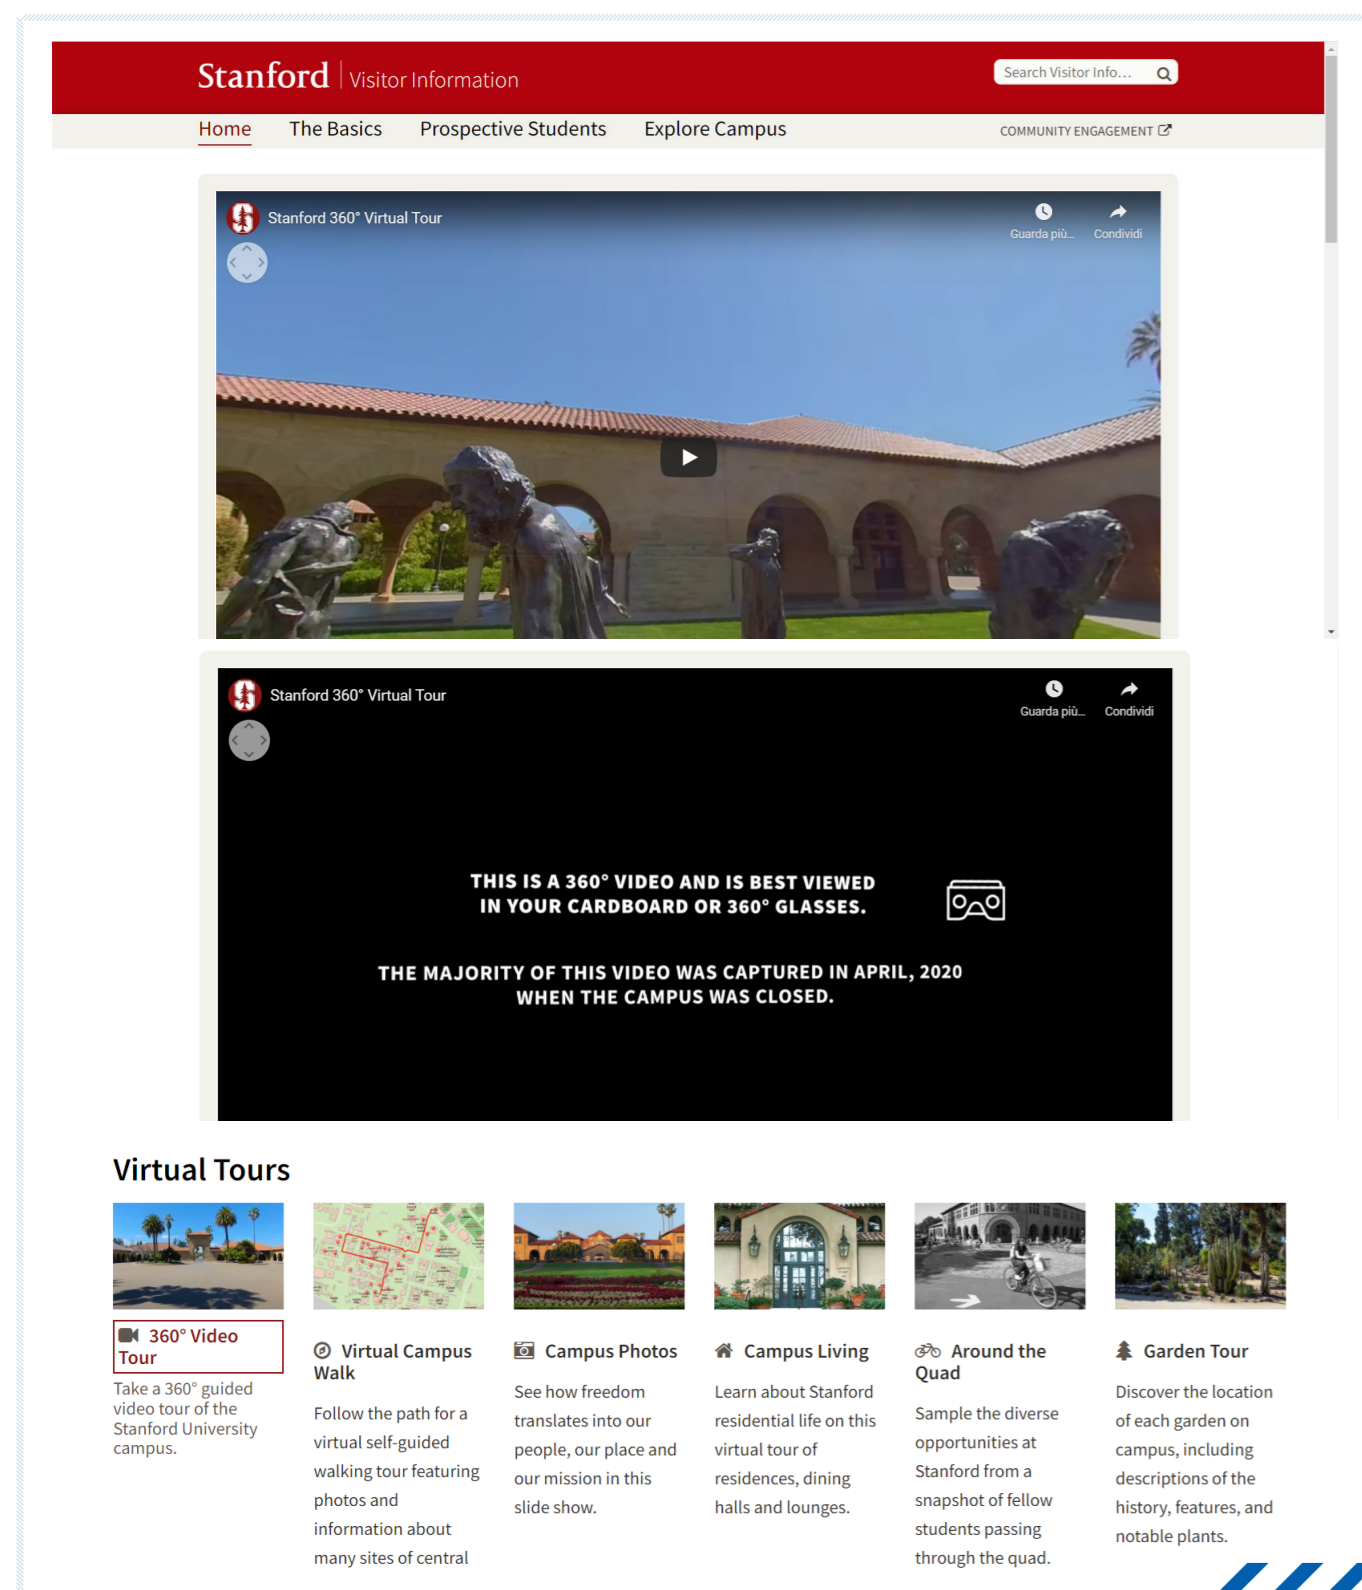 Stanford | Visitor Information
Search Visitor Info...
Home The Basics Prospective Students Explore Campus COMMUNITY ENGAGEMENT
Stanford 360° Virtual Tour
Guarda più... Condividi
Stanford 360° Virtual Tour
Guarda più... Condividi
THIS IS A 360° VIDEO AND IS BEST VIEWED
IN YOUR CARDBOARD OR 360° GLASSES.
THE MAJORITY OF THIS VIDEO WAS CAPTURED IN APRIL, 2020
WHEN THE CAMPUS WAS CLOSED.
Virtual Tours
360° Video
Tour
Take a 360° guided
video tour of the
Stanford University
campus.
Virtual Campus
Walk
Follow the path for a
virtual self-guided
walking tour featuring
photos and
information about
many sites of central
Campus Photos
See how freedom
translates into our
people, our place and
our mission in this
slide show.
Campus Living
Learn about Stanford
residential life on this
virtual tour of
residences, dining
halls and lounges.
Around the
Quad
Sample the diverse
opportunities at
Stanford from a
snapshot of fellow
students passing
through the quad.
Garden Tour
Discover the location
of each garden on
campus, including
descriptions of the
history, features, and
notable plants.